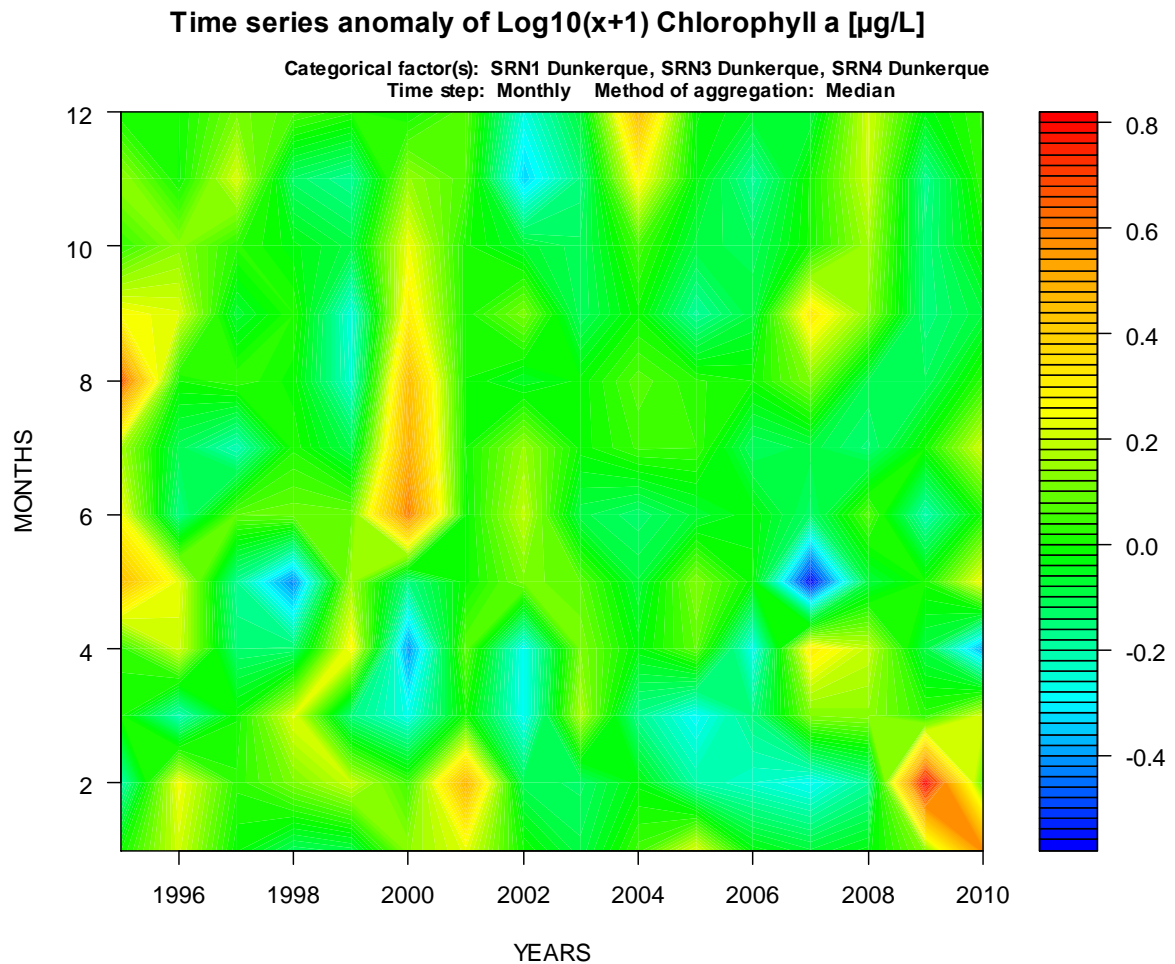 Time series anomaly of Log10(x+1) Chlorophyll a [µg/L]
Categorical factor(s): SRN1 Dunkerque, SRN3 Dunkerque, SRN4 Dunkerque
Time step: Monthly Method of aggregation: Median
12
10
8
6
4
2
MONTHS
1996 1998 2000 2002 2004 2006 2008 2010
YEARS
0.8
0.6
0.4
0.2
0.0
-0.2
-0.4